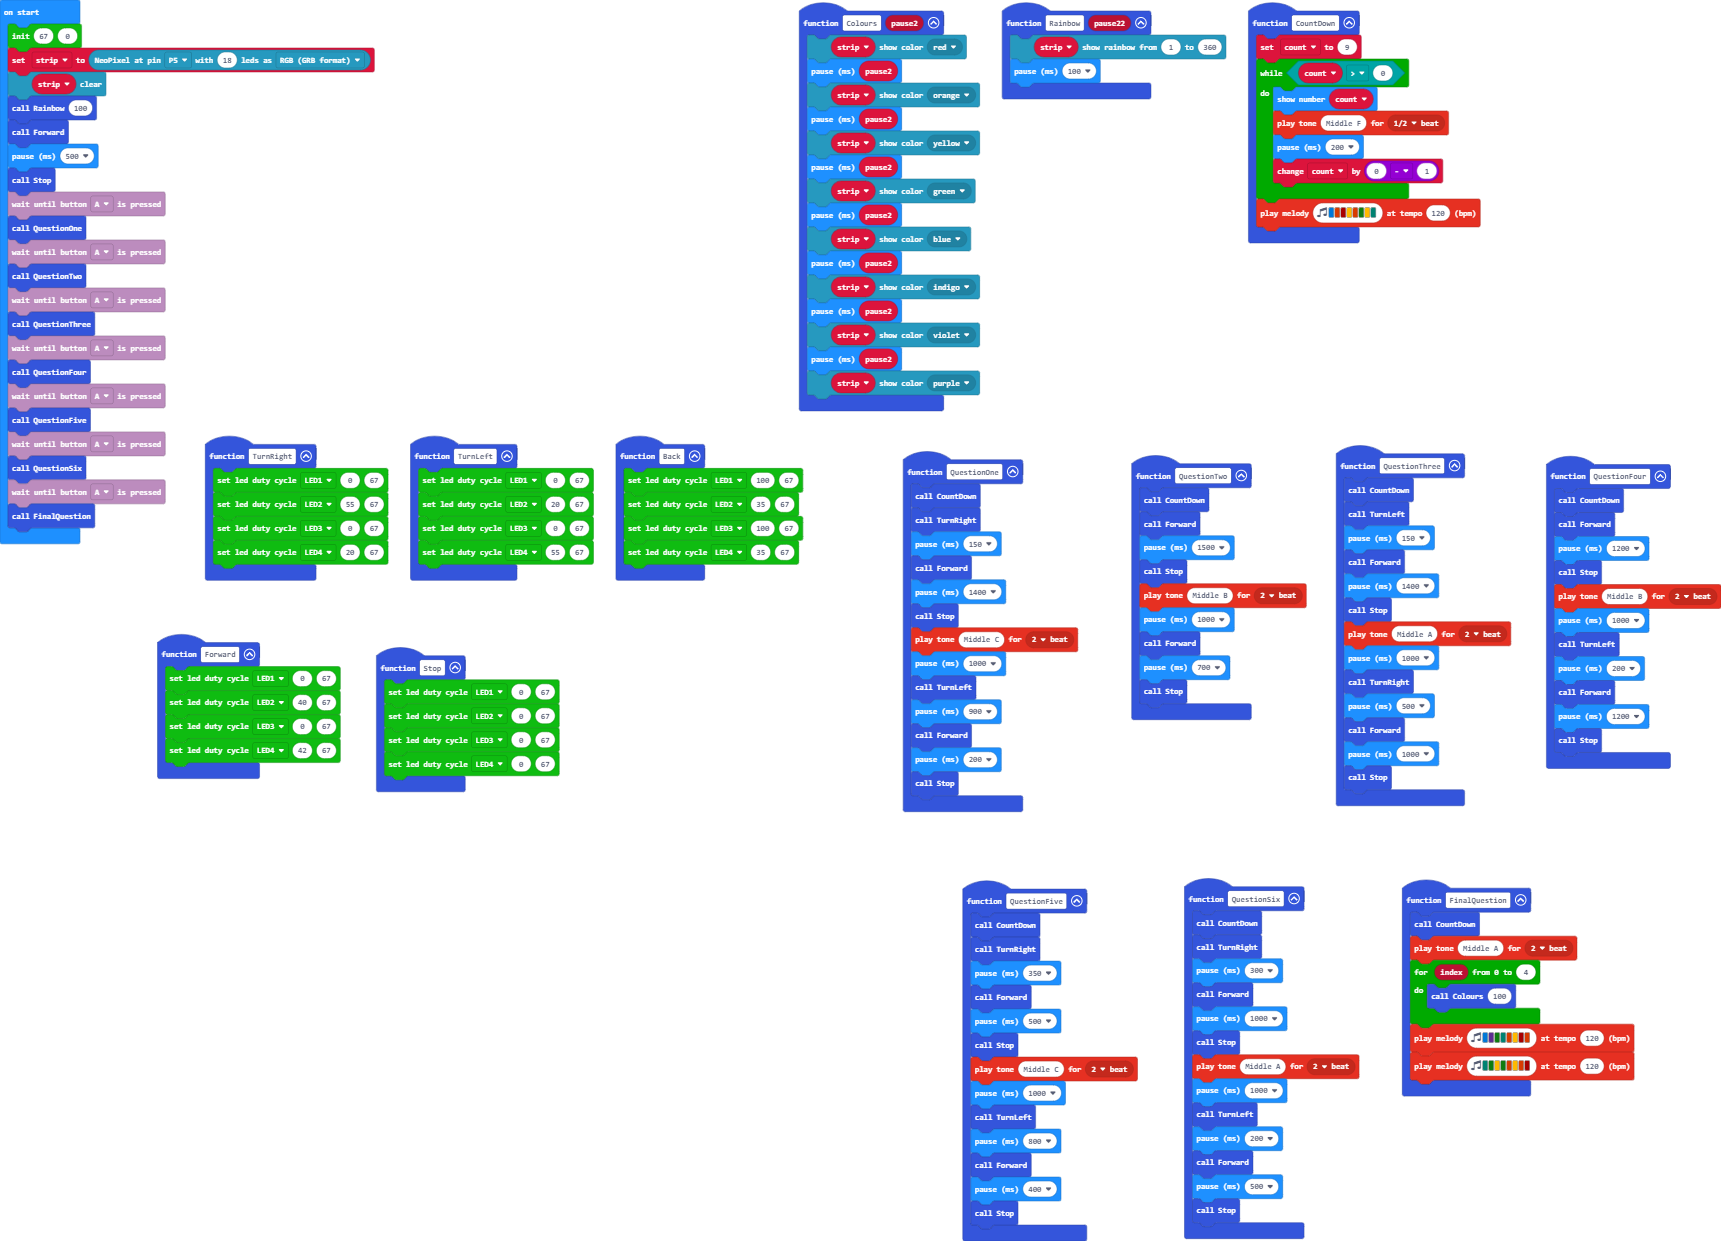 on start
init 67 0
set strip to NeoPixel at pin P5 with 18 leds as RGB (GRB format)
strip clear
call Rainbow 100
call Forward
pause (ms) 500
call Stop
wait until button A is pressed
call QuestionOne
wait until button A is pressed
call QuestionTwo
wait until button A is pressed
call QuestionThree
wait until button A is pressed
call QuestionFour
wait until button A is pressed
call QuestionFive
wait until button A is pressed
call QuestionSix
wait until button A is pressed
call FinalQuestion
function Colours pause2
strip show color red
pause (ms) pause2
strip show color orange
pause (ms) pause2
strip show color yellow
pause (ms) pause2
strip show color green
pause (ms) pause2
strip show color blue
pause (ms) pause2
strip show color indigo
pause (ms) pause2
strip show color violet
pause (ms) pause2
strip show color purple
function Rainbow pause22
strip show rainbow from 1 to 360
pause (ms) 100
function CountDown
set count to 9
while count > 0
do
show number count
play tone Middle F for 1/2 beat
pause (ms) 200
change count by 0 - 1
play melody at tempo 120 (bpm)
function TurnRight
set led duty cycle LED1 0 67
set led duty cycle LED2 55 67
set led duty cycle LED3 0 67
set led duty cycle LED4 20 67
function TurnLeft
set led duty cycle LED1 0 67
set led duty cycle LED2 20 67
set led duty cycle LED3 0 67
set led duty cycle LED4 55 67
function Back
set led duty cycle LED1 100 67
set led duty cycle LED2 35 67
set led duty cycle LED3 100 67
set led duty cycle LED4 35 67
function Forward
set led duty cycle LED1 0 67
set led duty cycle LED2 40 67
set led duty cycle LED3 0 67
set led duty cycle LED4 42 67
function Stop
set led duty cycle LED1 0 67
set led duty cycle LED2 0 67
set led duty cycle LED3 0 67
set led duty cycle LED4 0 67
function QuestionOne
call CountDown
call TurnRight
pause (ms) 150
call Forward
pause (ms) 1400
call Stop
play tone Middle C for 2 beat
pause (ms) 1000
call TurnLeft
pause (ms) 900
call Forward
pause (ms) 200
call Stop
function QuestionTwo
call CountDown
call Forward
pause (ms) 1500
call Stop
play tone Middle B for 2 beat
pause (ms) 1000
call Forward
pause (ms) 700
call Stop
function QuestionThree
call CountDown
call TurnLeft
pause (ms) 150
call Forward
pause (ms) 1400
call Stop
play tone Middle A for 2 beat
pause (ms) 1000
call TurnRight
pause (ms) 500
call Forward
pause (ms) 1000
call Stop
function QuestionFour
call CountDown
call Forward
pause (ms) 1200
call Stop
play tone Middle B for 2 beat
pause (ms) 1000
call TurnLeft
pause (ms) 200
call Forward
pause (ms) 1200
call Stop
function QuestionFive
call CountDown
call TurnRight
pause (ms) 350
call Forward
pause (ms) 500
call Stop
play tone Middle C for 2 beat
pause (ms) 1000
call TurnLeft
pause (ms) 800
call Forward
pause (ms) 400
call Stop
function QuestionSix
call CountDown
call TurnRight
pause (ms) 300
call Forward
pause (ms) 1000
call Stop
play tone Middle A for 2 beat
pause (ms) 1000
call TurnLeft
pause (ms) 200
call Forward
pause (ms) 500
call Stop
function FinalQuestion
call CountDown
play tone Middle A for 2 beat
for index from 0 to 4
do
call Colours 100
play melody at tempo 120 (bpm)
play melody at tempo 120 (bpm)